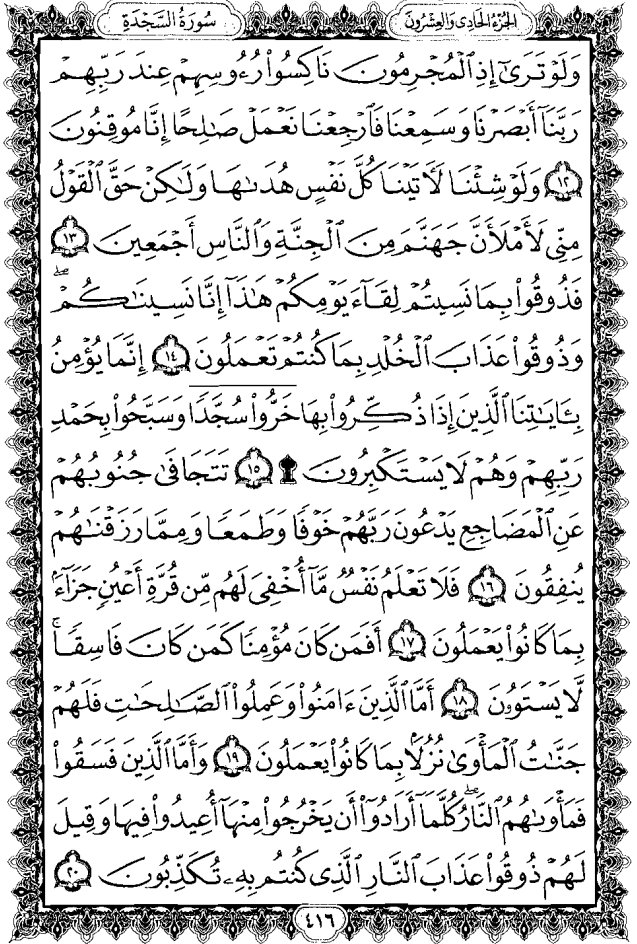 الجزء الحادي والعشرون
سورة السجدة
وَلَوْ تَرَىٰٓ إِذِ ٱلْمُجْرِمُونَ نَاكِسُوا۟ رُءُوسِهِمْ عِندَ رَبِّهِمْ
رَبَّنَآ أَبْصَرْنَا وَسَمِعْنَا فَٱرْجِعْنَا نَعْمَلْ صَٰلِحًا إِنَّا مُوقِنُونَ
١٢ وَلَوْ شِئْنَا لَءَاتَيْنَا كُلَّ نَفْسٍ هُدَىٰهَا وَلَٰكِنْ حَقَّ ٱلْقَوْلُ
مِنِّى لَأَمْلَأَنَّ جَهَنَّمَ مِنَ ٱلْجِنَّةِ وَٱلنَّاسِ أَجْمَعِينَ ١٣
فَذُوقُوا۟ بِمَا نَسِيتُمْ لِقَآءَ يَوْمِكُمْ هَٰذَآ إِنَّا نَسِينَٰكُمْ ۖ
وَذُوقُوا۟ عَذَابَ ٱلْخُلْدِ بِمَا كُنتُمْ تَعْمَلُونَ ١٤ إِنَّمَا يُؤْمِنُ
بِـَٔايَٰتِنَا ٱلَّذِينَ إِذَا ذُكِّرُوا۟ بِهَا خَرُّوا۟ سُجَّدًا وَسَبَّحُوا۟ بِحَمْدِ
رَبِّهِمْ وَهُمْ لَا يَسْتَكْبِرُونَ ۩ ١٥ تَتَجَافَىٰ جُنُوبُهُمْ
عَنِ ٱلْمَضَاجِعِ يَدْعُونَ رَبَّهُمْ خَوْفًا وَطَمَعًا وَمِمَّا رَزَقْنَٰهُمْ
يُنفِقُونَ ١٦ فَلَا تَعْلَمُ نَفْسٌ مَّآ أُخْفِىَ لَهُم مِّن قُرَّةِ أَعْيُنٍ جَزَآءًۢ
بِمَا كَانُوا۟ يَعْمَلُونَ ١٧ أَفَمَن كَانَ مُؤْمِنًا كَمَن كَانَ فَاسِقًا ۚ
لَّا يَسْتَوُۥنَ ١٨ أَمَّا ٱلَّذِينَ ءَامَنُوا۟ وَعَمِلُوا۟ ٱلصَّٰلِحَٰتِ فَلَهُمْ
جَنَّٰتُ ٱلْمَأْوَىٰ نُزُلًۢا بِمَا كَانُوا۟ يَعْمَلُونَ ١٩ وَأَمَّا ٱلَّذِينَ فَسَقُوا۟
فَمَأْوَىٰهُمُ ٱلنَّارُ ۖ كُلَّمَآ أَرَادُوٓا۟ أَن يَخْرُجُوا۟ مِنْهَآ أُعِيدُوا۟ فِيهَا وَقِيلَ
لَهُمْ ذُوقُوا۟ عَذَابَ ٱلنَّارِ ٱلَّذِى كُنتُم بِهِۦ تُكَذِّبُونَ ٢٠
٤١٦